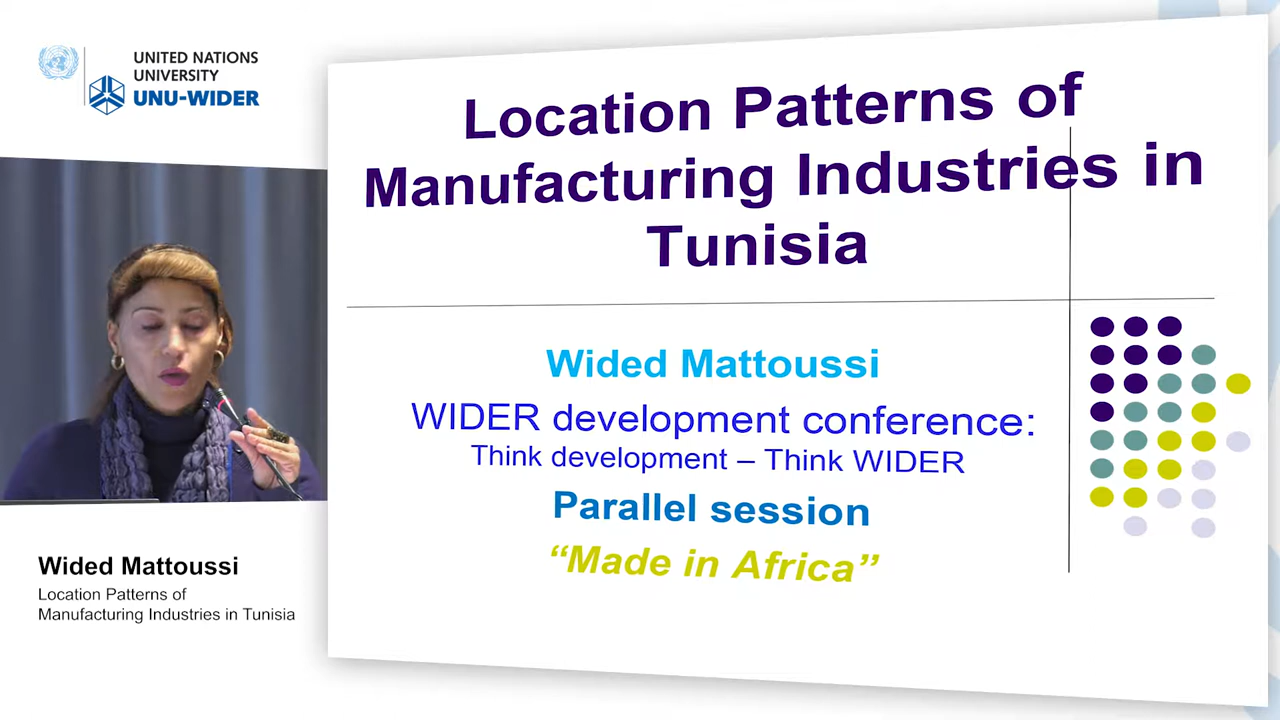 UNITED NATIONS
UNIVERSITY
UNU-WIDER
Location Patterns of
Manufacturing Industries in
Tunisia
Wided Mattoussi
WIDER development conference:
Think development – Think WIDER
Parallel session
“Made in Africa”
Wided Mattoussi
Location Patterns of
Manufacturing Industries in Tunisia